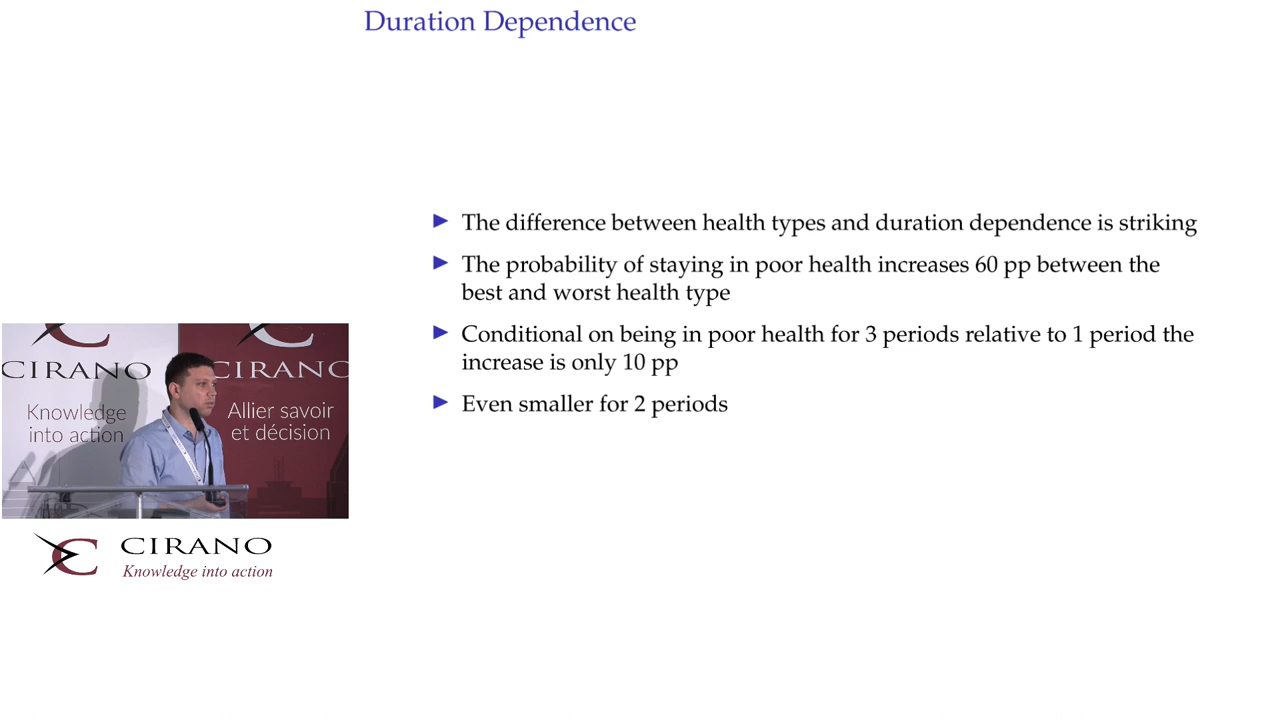 Duration Dependence
The difference between health types and duration dependence is striking
The probability of staying in poor health increases 60 pp between the
best and worst health type
Conditional on being in poor health for 3 periods relative to 1 period the
increase is only 10 pp
Even smaller for 2 periods
CIRANO
Knowledge
into action
CIRANO
Allier savoir
et décision
CIRANO
Knowledge into action